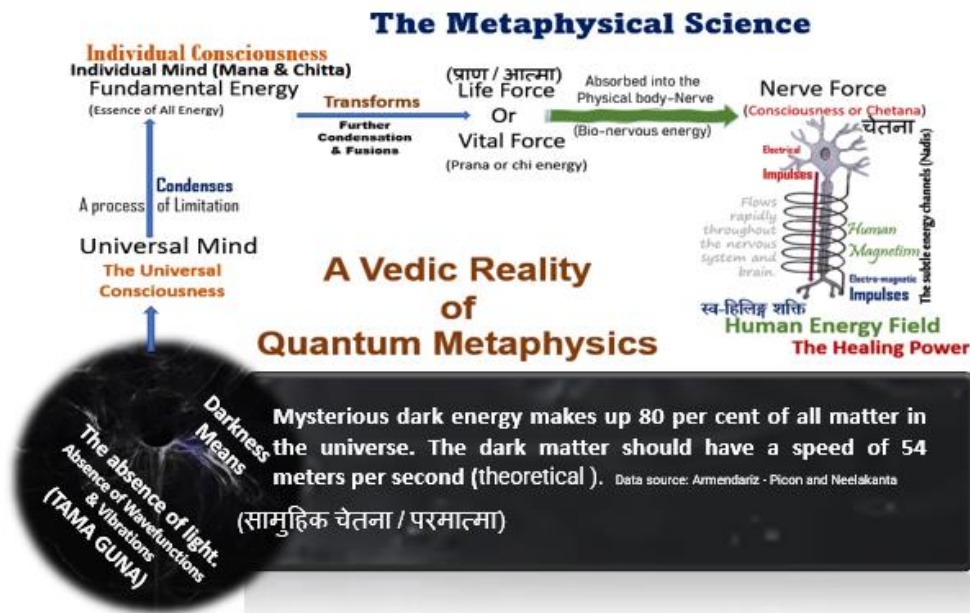 The Metaphysical Science
Individual Consciousness
Individual Mind (Mana & Chitta)
Fundamental Energy
(Essence of All Energy)
Transforms
Further
Condensation
& Fusions
(प्राण / आत्मा)
Life Force
Or
Vital Force
(Prana or chi energy)
Absorbed into the
Physical body-Nerve
(Bio-nervous energy)
Nerve Force
(Consciousness or Chetana)
चेतना
Electrical
Impulses
Flows
rapidly
throughout
the nervous
system and
brain.
Human
Magnetism
The subtle energy channels (Nadis)
Electro-magnetic
Impulses
स्व-हिलिङ्ग शक्ति
Human Energy Field
The Healing Power
Condenses
A process of Limitation
Universal Mind
The Universal
Consciousness
A Vedic Reality
of
Quantum Metaphysics
Darkness
Means
The absence of light.
Absence of Wavefunctions
& Vibrations
(TAMA GUNA)
Mysterious dark energy makes up 80 per cent of all matter in
the universe. The dark matter should have a speed of 54
meters per second (theoretical ). Data source: Armendariz - Picon and Neelakanta
(सामुहिक चेतना / परमात्मा)